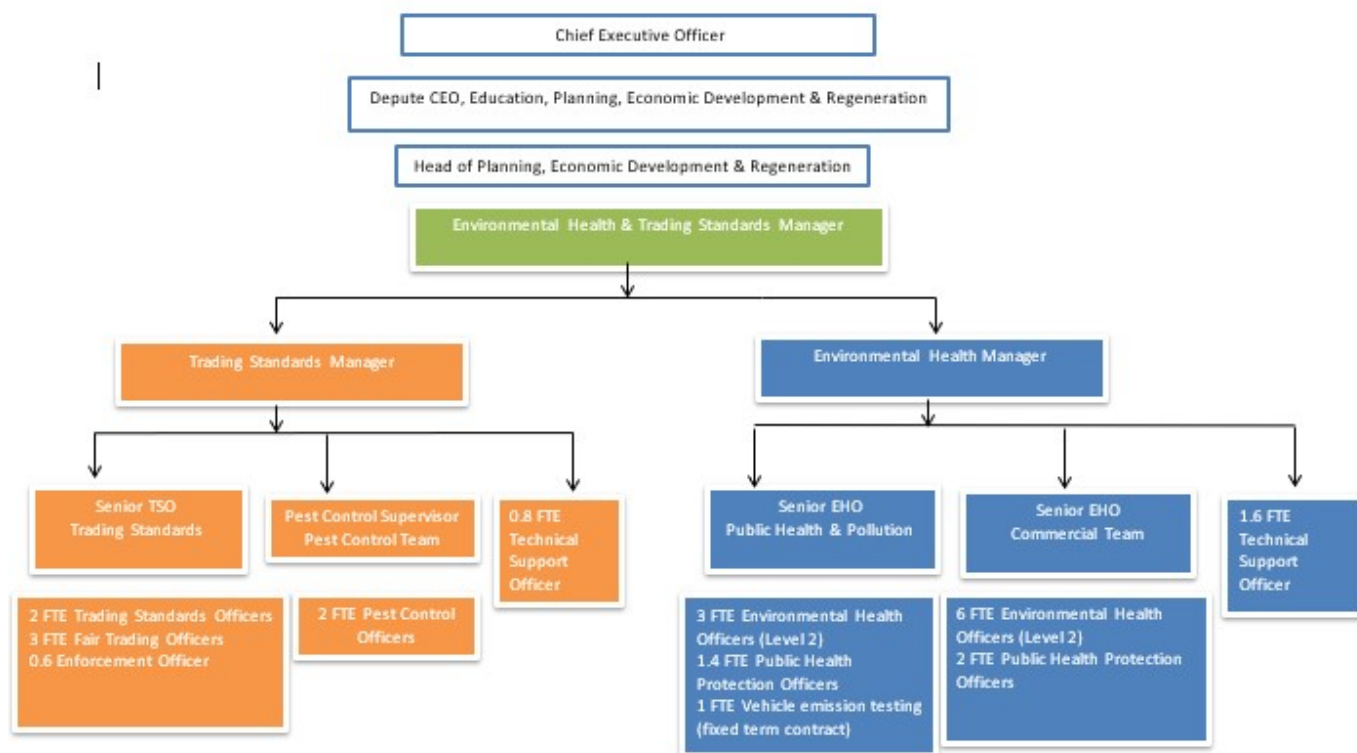 Chief Executive Officer
Depute CEO, Education, Planning, Economic Development & Regeneration
Head of Planning, Economic Development & Regeneration
Environmental Health & Trading Standards Manager
Trading Standards Manager
Environmental Health Manager
Senior TSO
Trading Standards
Pest Control Supervisor
Pest Control Team
0.8 FTE
Technical
Support
Officer
Senior EHO
Public Health & Pollution
Senior EHO
Commercial Team
1.6 FTE
Technical
Support
Officer
2 FTE Trading Standards Officers
3 FTE Fair Trading Officers
0.6 Enforcement Officer
2 FTE Pest Control
Officers
3 FTE Environmental Health
Officers (Level 2)
1.4 FTE Public Health
Protection Officers
1 FTE Vehicle emission testing
(fixed term contract)
6 FTE Environmental Health
Officers (Level 2)
2 FTE Public Health Protection
Officers